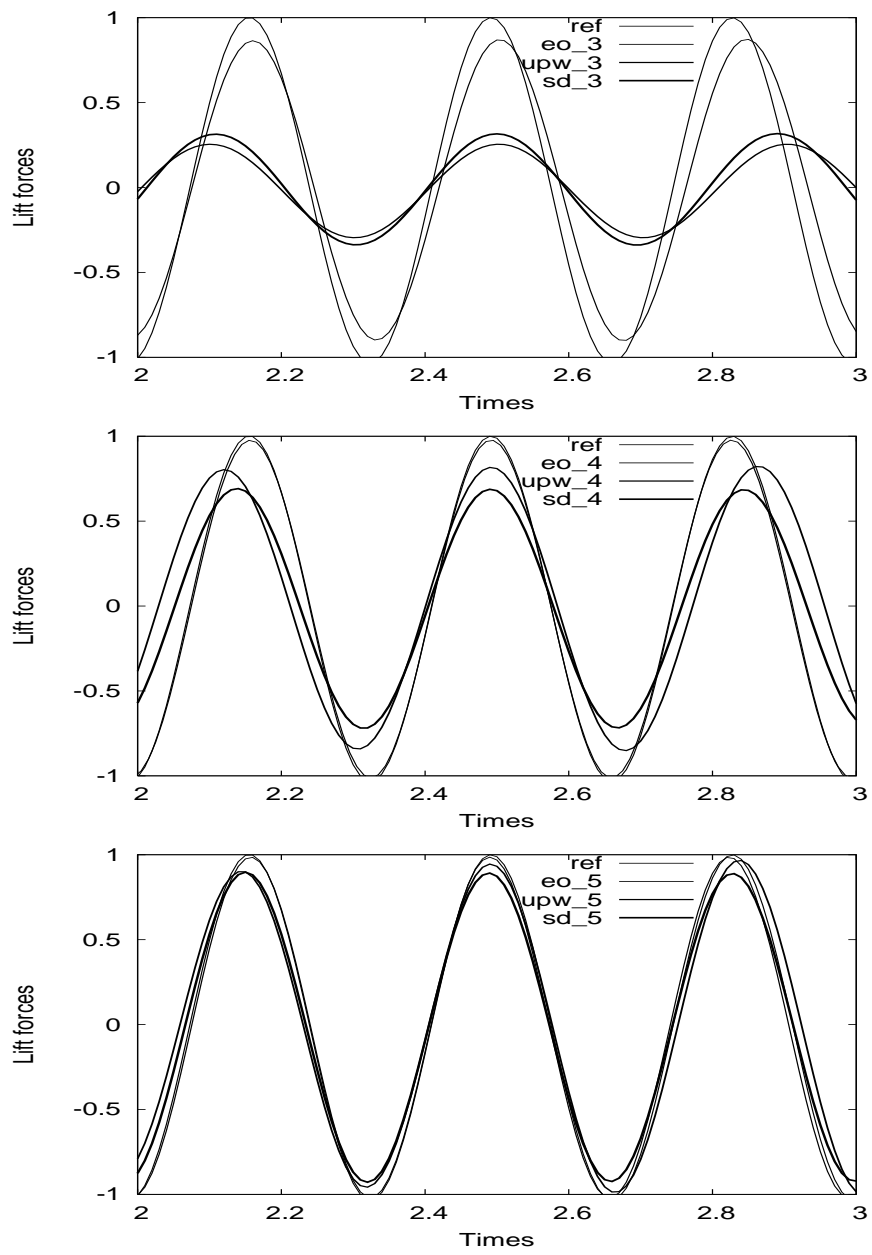 1
0.5
0
-0.5
-1
Lift forces
ref
eo_3
upw_3
sd_3
2
2.2
2.4
2.6
2.8
3
Times
1
0.5
0
-0.5
-1
Lift forces
ref
eo_4
upw_4
sd_4
2
2.2
2.4
2.6
2.8
3
Times
1
0.5
0
-0.5
-1
Lift forces
ref
eo_5
upw_5
sd_5
2
2.2
2.4
2.6
2.8
3
Times